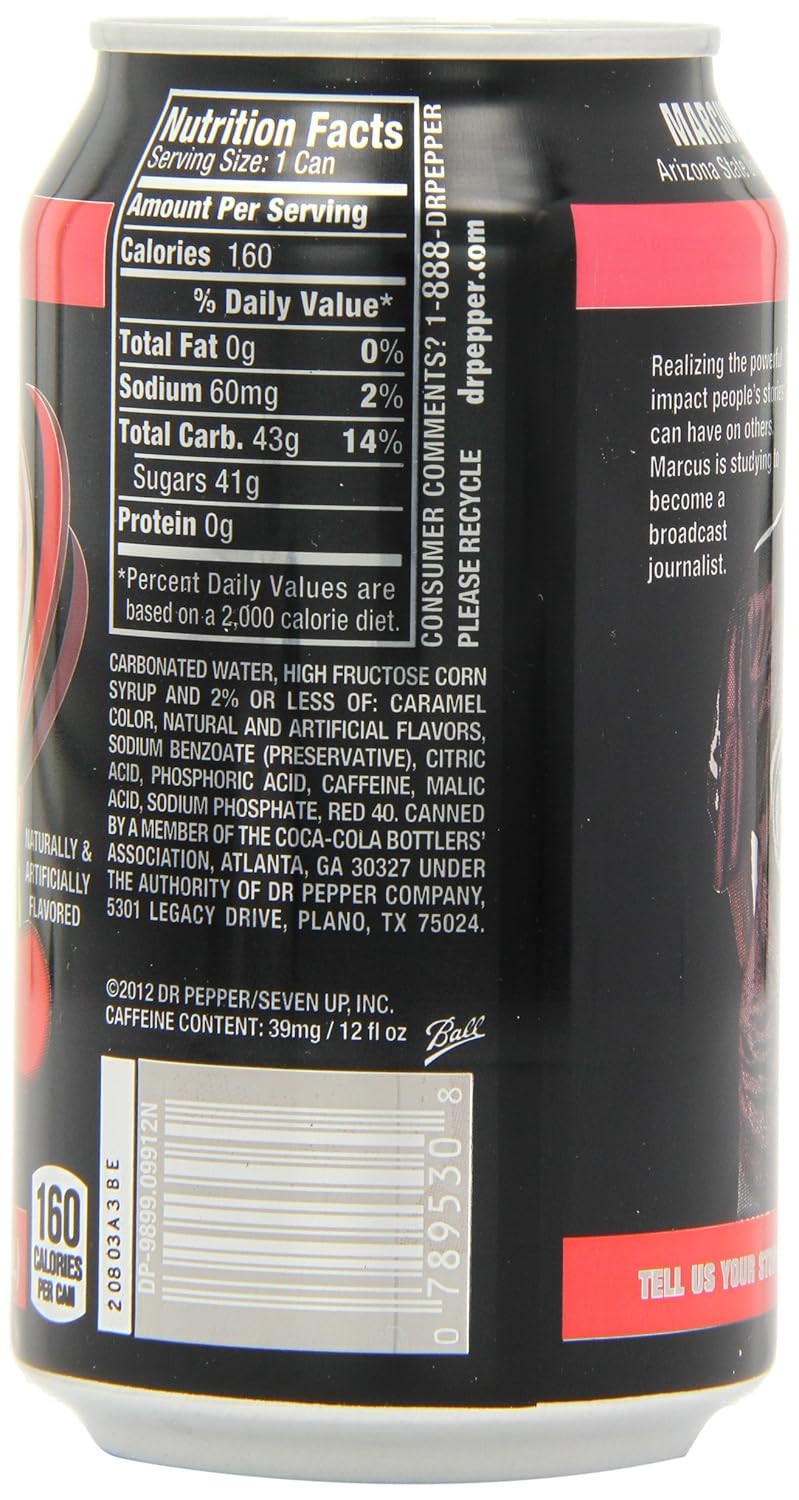 Nutrition Facts
Serving Size: 1 Can
Amount Per Serving
Calories 160
% Daily Value*
Total Fat 0g 0%
Sodium 60mg 2%
Total Carb. 43g 14%
Sugars 41g
Protein 0g
*Percent Daily Values are
based on a 2,000 calorie diet.
CONSUMER COMMENTS? 1-888-DRPEPPER
PLEASE RECYCLE drpepper.com
CARBONATED WATER, HIGH FRUCTOSE CORN
SYRUP AND 2% OR LESS OF: CARAMEL
COLOR, NATURAL AND ARTIFICIAL FLAVORS,
SODIUM BENZOATE (PRESERVATIVE), CITRIC
ACID, PHOSPHORIC ACID, CAFFEINE, MALIC
ACID, SODIUM PHOSPHATE, RED 40. CANNED
BY A MEMBER OF THE COCA-COLA BOTTLERS'
ASSOCIATION, ATLANTA, GA 30327 UNDER
THE AUTHORITY OF DR PEPPER COMPANY,
5301 LEGACY DRIVE, PLANO, TX 75024.
NATURALLY &
ARTIFICIALLY
FLAVORED
©2012 DR PEPPER/SEVEN UP, INC.
CAFFEINE CONTENT: 39mg / 12 fl oz
Ball
160
CALORIES
PER CAN
2 08 03 A 3 B E
DP-9899.09912N
0 789530 8
Arizona State
Realizing the powerful
impact people's stories
can have on others,
Marcus is studying to
become a
broadcast
journalist.
TELL US YOUR